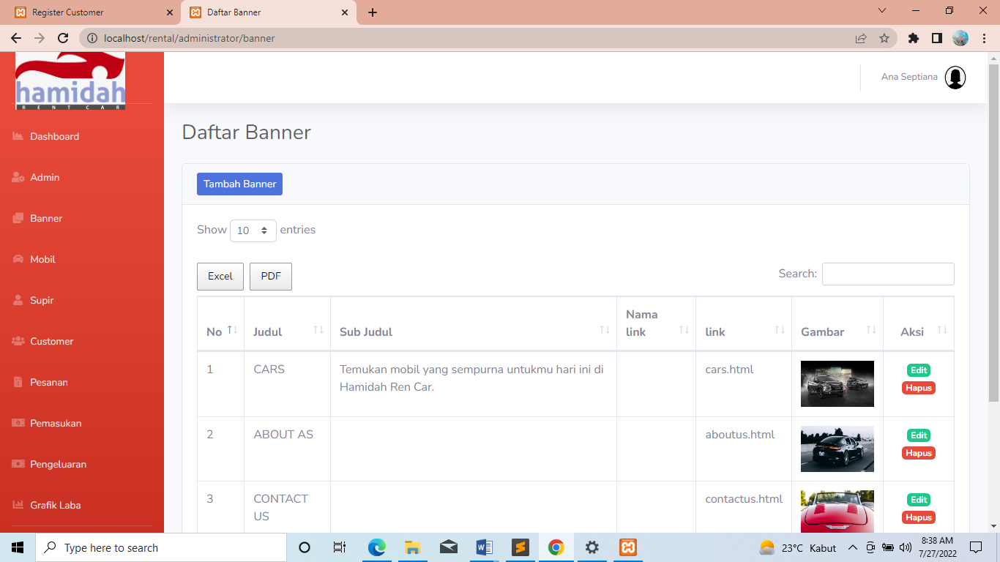 Register Customer
Daftar Banner
localhost/rental/administrator/banner
hamidah
RENTCAR
Ana Septiana
Dashboard
Admin
Banner
Mobil
Supir
Customer
Pesanan
Pemasukan
Pengeluaran
Grafik Laba
Daftar Banner
Tambah Banner
Show 10 entries
Excel PDF
Search:
No Judul Sub Judul Nama link link Gambar Aksi
1 CARS Temukan mobil yang sempurna untukmu hari ini di cars.html Edit
Hamidah Ren Car. Hapus
2 ABOUT AS aboutus.html Edit
Hapus
3 CONTACT contactus.html Edit
US Hapus
Type here to search
23°C Kabut
8:38 AM
7/27/2022